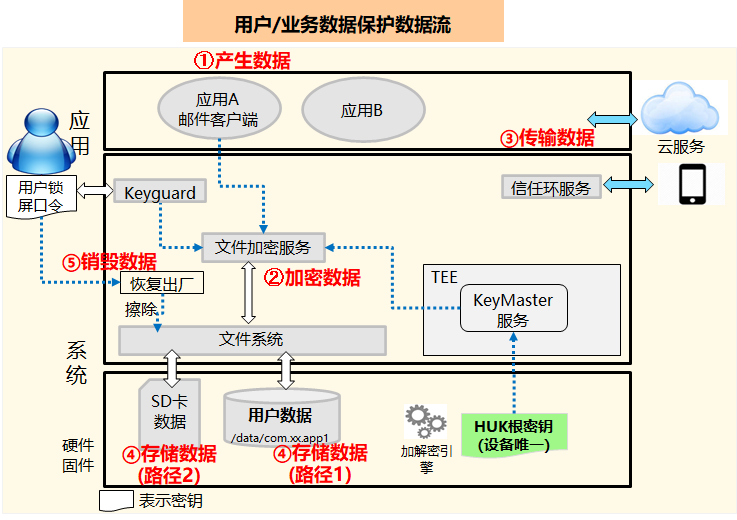 用户/业务数据保护数据流
①产生数据
应用
应用A
邮件客户端
应用B
③传输数据
云服务
用户锁
屏口令
Keyguard
信任环服务
文件加密服务
⑤销毁数据
②加密数据
恢复出厂
TEE
KeyMaster
服务
擦除
文件系统
系统
SD卡
数据
用户数据
/data/com.xx.app1
HUK根密钥
(设备唯一)
硬件
固件
④存储数据
(路径2)
④存储数据
(路径1)
加解密引
擎
表示密钥